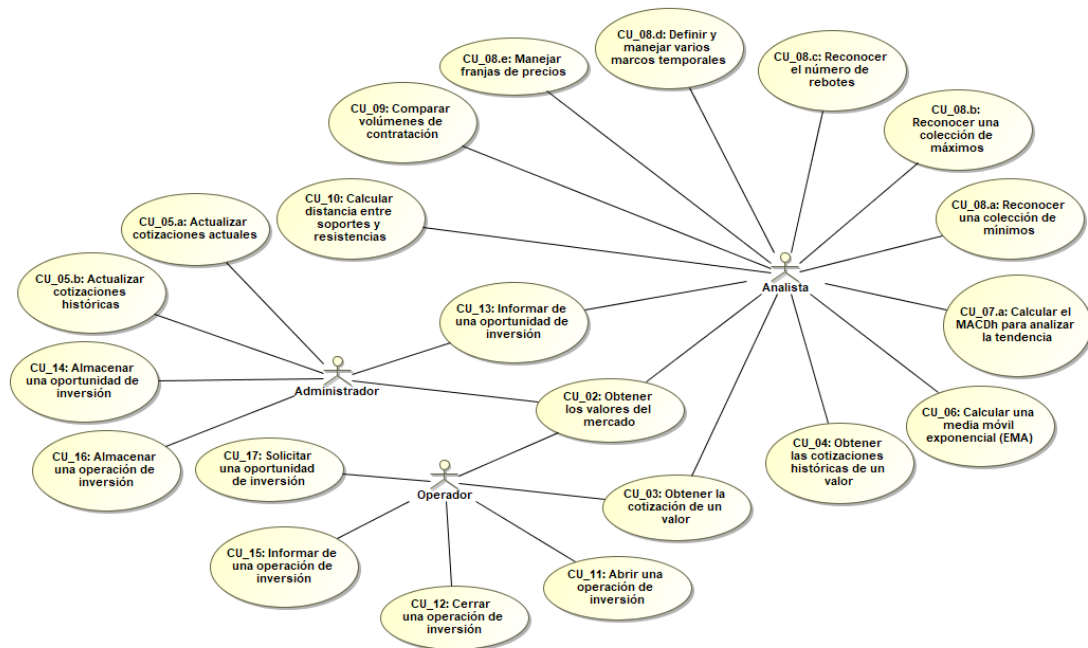 CU_08.d: Definir y
manejar varios
marcos temporales
CU_08.c: Reconocer
el número de
rebotes
CU_08.e: Manejar
franjas de precios
CU_09: Comparar
volúmenes de
contratación
CU_08.b:
Reconocer una
colección de
máximos
CU_10: Calcular
distancia entre
soportes y
resistencias
CU_08.a: Reconocer
una colección de
mínimos
CU_05.a: Actualizar
cotizaciones actuales
CU_05.b: Actualizar
cotizaciones
históricas
Analista
CU_13: Informar de
una oportunidad de
inversión
CU_07.a: Calcular el
MACDh para analizar
la tendencia
CU_14: Almacenar
una oportunidad de
inversión
Administrador
CU_02: Obtener
los valores del
mercado
CU_06: Calcular una
media móvil
exponencial (EMA)
CU_16: Almacenar
una operación de
inversión
CU_17: Solicitar
una oportunidad
de inversión
CU_04: Obtener
las cotizaciones
históricas de un
valor
Operador
CU_03: Obtener la
cotización de un
valor
CU_15: Informar de
una operación de
inversión
CU_11: Abrir una
operación de
inversión
CU_12: Cerrar
una operación de
inversión